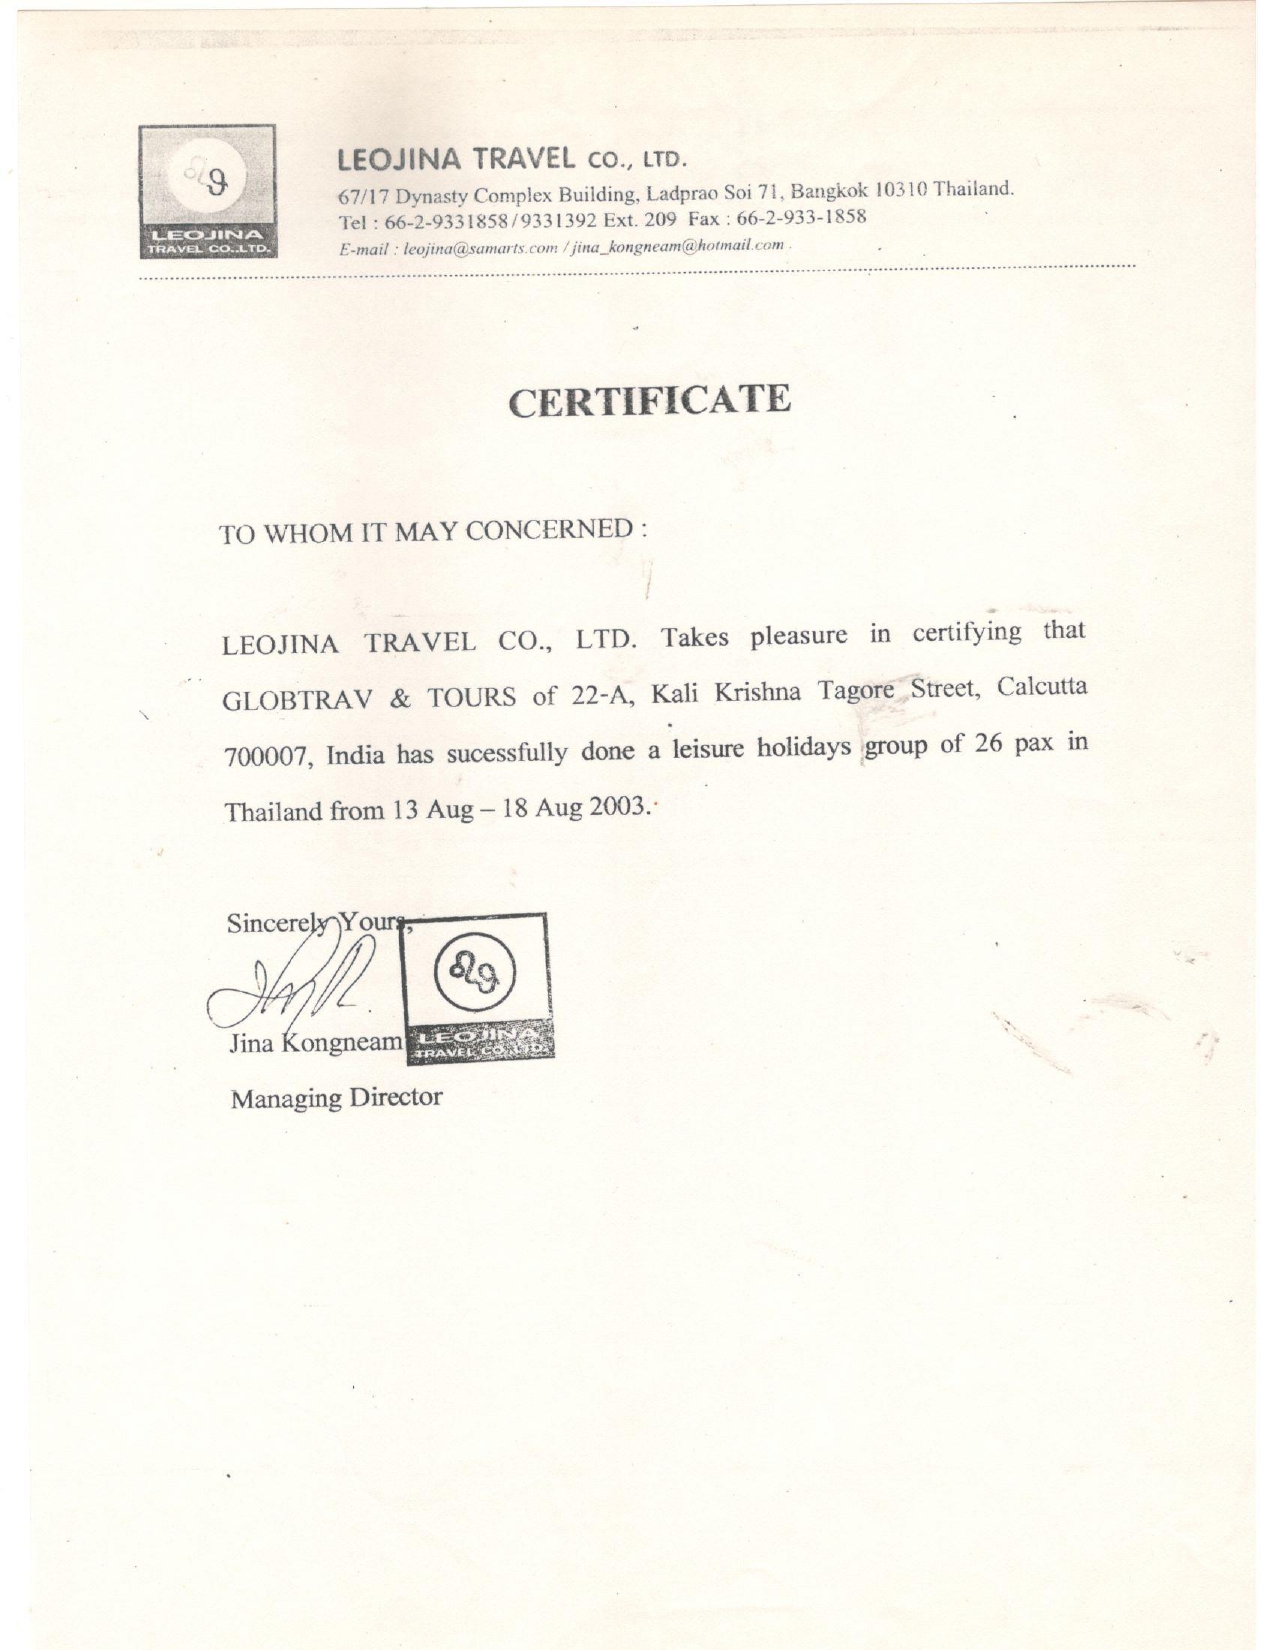 LEOJINA
TRAVEL CO.,LTD.
LEOJINA TRAVEL CO., LTD.
67/17 Dynasty Complex Building, Ladprao Soi 71, Bangkok 10310 Thailand.
Tel : 66-2-9331858/9331392 Ext. 209 Fax : 66-2-933-1858
E-mail : leojina@samarts.com / jina_kongneam@hotmail.com
CERTIFICATE
TO WHOM IT MAY CONCERNED :
LEOJINA TRAVEL CO., LTD. Takes pleasure in certifying that
GLOBTRAV & TOURS of 22-A, Kali Krishna Tagore Street, Calcutta
700007, India has sucessfully done a leisure holidays group of 26 pax in
Thailand from 13 Aug – 18 Aug 2003.
Sincerely Yours,
Jina Kongneam
LEOJINA
TRAVEL CO.,LTD.
Managing Director